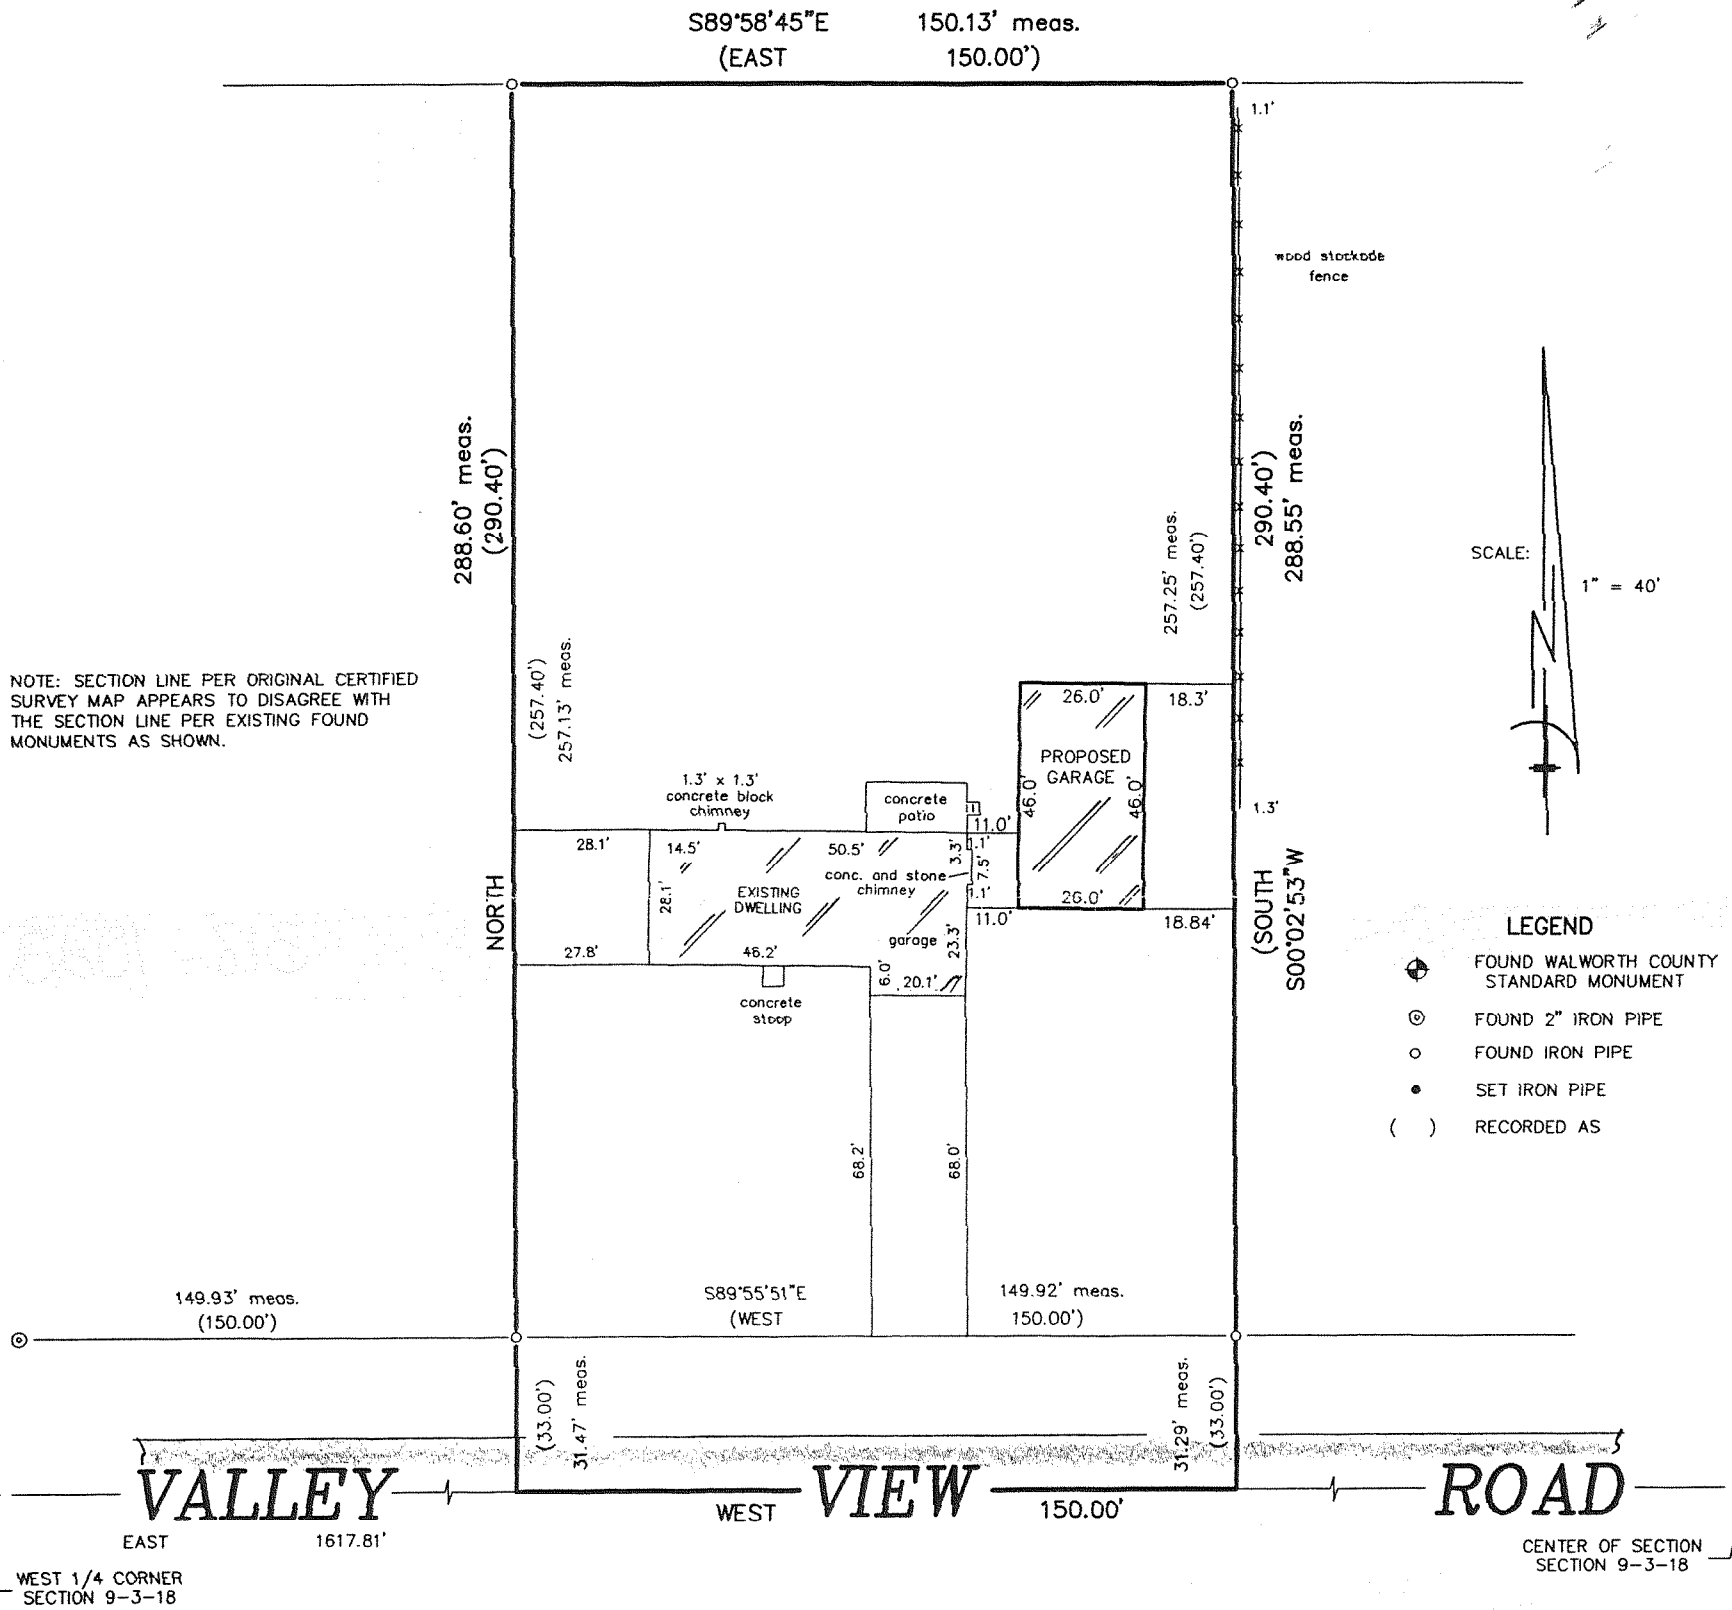 S89°58'45"E 150.13' meas.
(EAST 150.00')
1.1'
wood stockade
fence
288.60' meas.
(290.40')
290.40')
288.55' meas.
257.25' meas.
(257.40')
SCALE:
1" = 40'
N
NOTE: SECTION LINE PER ORIGINAL CERTIFIED
SURVEY MAP APPEARS TO DISAGREE WITH
THE SECTION LINE PER EXISTING FOUND
MONUMENTS AS SHOWN.
(257.40')
257.13' meas.
26.0'
18.3'
PROPOSED
GARAGE
46.0'
46.0'
1.3' x 1.3'
concrete block
chimney
concrete
patio
11.0'
1.3'
28.1'
14.5'
50.5'
3.3'
1.1'
7.5'
conc. and stone
chimney
1.1'
28.1'
EXISTING
DWELLING
26.0'
11.0'
18.84'
NORTH
(SOUTH
S00°02'53"W
27.8'
46.2'
garage
23.3'
6.0'
20.1'
concrete
stoop
LEGEND
FOUND WALWORTH COUNTY
STANDARD MONUMENT
FOUND 2" IRON PIPE
FOUND IRON PIPE
SET IRON PIPE
( ) RECORDED AS
68.2'
68.0'
149.93' meas.
(150.00')
S89°55'51"E 149.92' meas.
(WEST 150.00')
(33.00')
31.47' meas.
31.29' meas.
(33.00')
VALLEY VIEW ROAD
WEST 150.00'
EAST 1617.81'
WEST 1/4 CORNER
SECTION 9-3-18
CENTER OF SECTION
SECTION 9-3-18